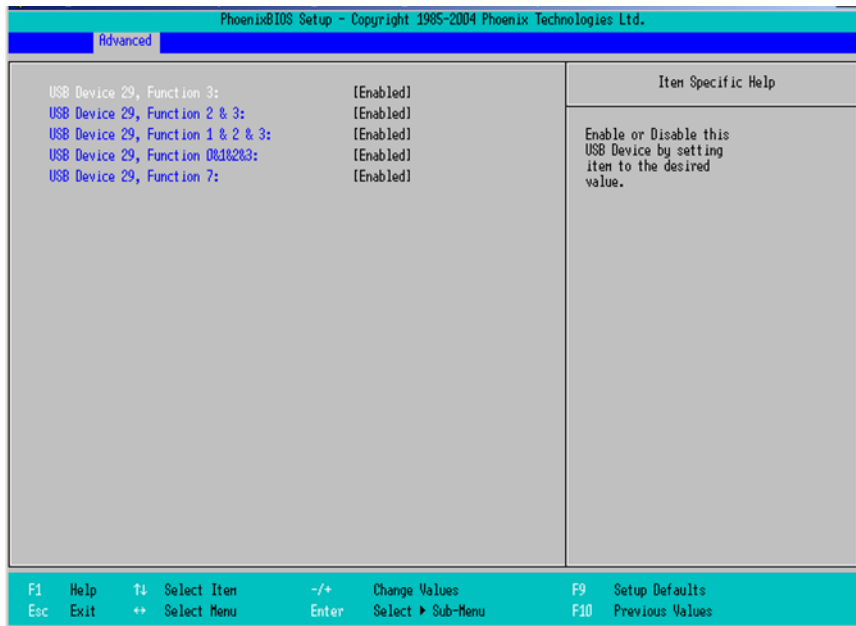 PhoenixBIOS Setup - Copyright 1985-2004 Phoenix Technologies Ltd.
Advanced
USB Device 29, Function 3: [Enabled]
USB Device 29, Function 2 & 3: [Enabled]
USB Device 29, Function 1 & 2 & 3: [Enabled]
USB Device 29, Function 0&1&2&3: [Enabled]
USB Device 29, Function 7: [Enabled]
Item Specific Help
Enable or Disable this
USB Device by setting
item to the desired
value.
F1 Help ↑↓ Select Item -/+ Change Values F9 Setup Defaults
Esc Exit ↔ Select Menu Enter Select ▶ Sub-Menu F10 Previous Values